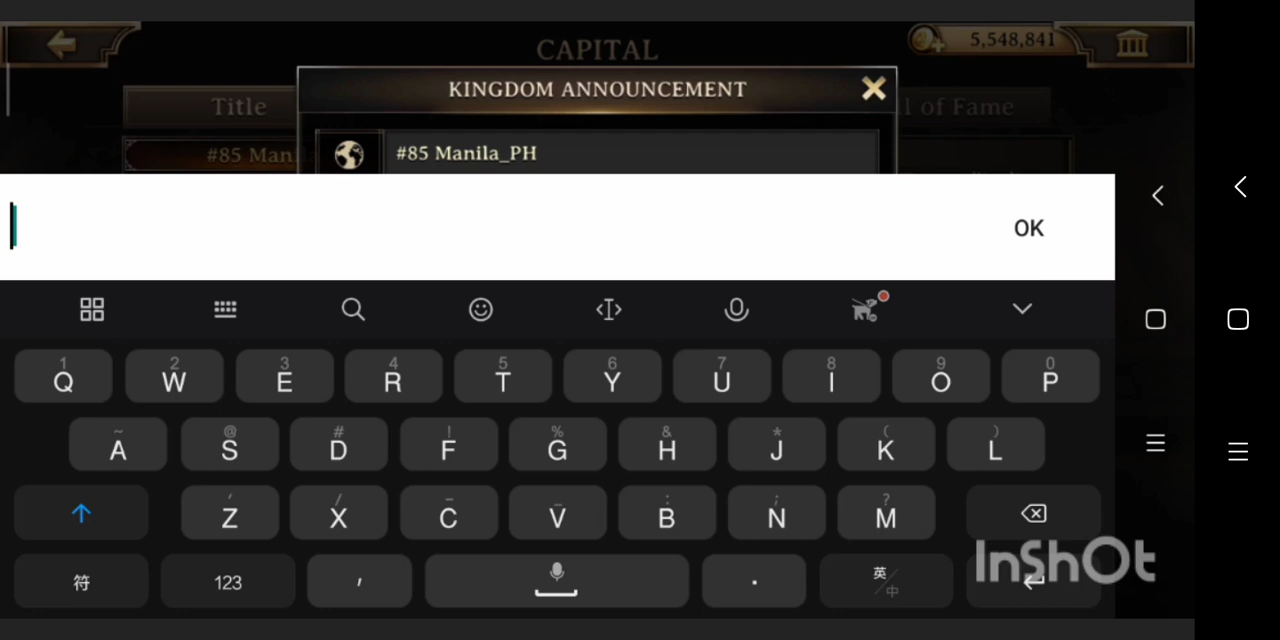 CAPITAL
5,548,841
KINGDOM ANNOUNCEMENT
Title
l of Fame
#85 Mani
#85 Manila_PH
OK
1 2 3 4 5 6 7 8 9 0
Q W E R T Y U I O P
~ @ # ! % & * ( )
A S D F G H J K L
' / - _ : ; ?
Z X C V B N M
符 123 , . 英/中
InShOt